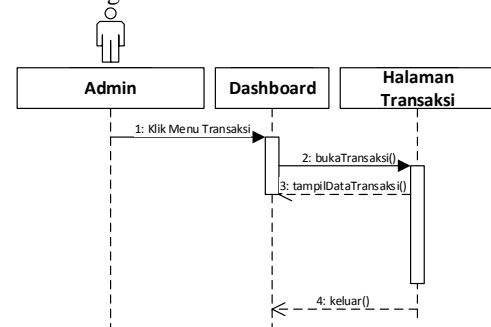 Admin
Dashboard
Halaman
Transaksi
1: Klik Menu Transaksi
2: bukaTransaksi()
3: tampilDataTransaksi()
4: keluar()